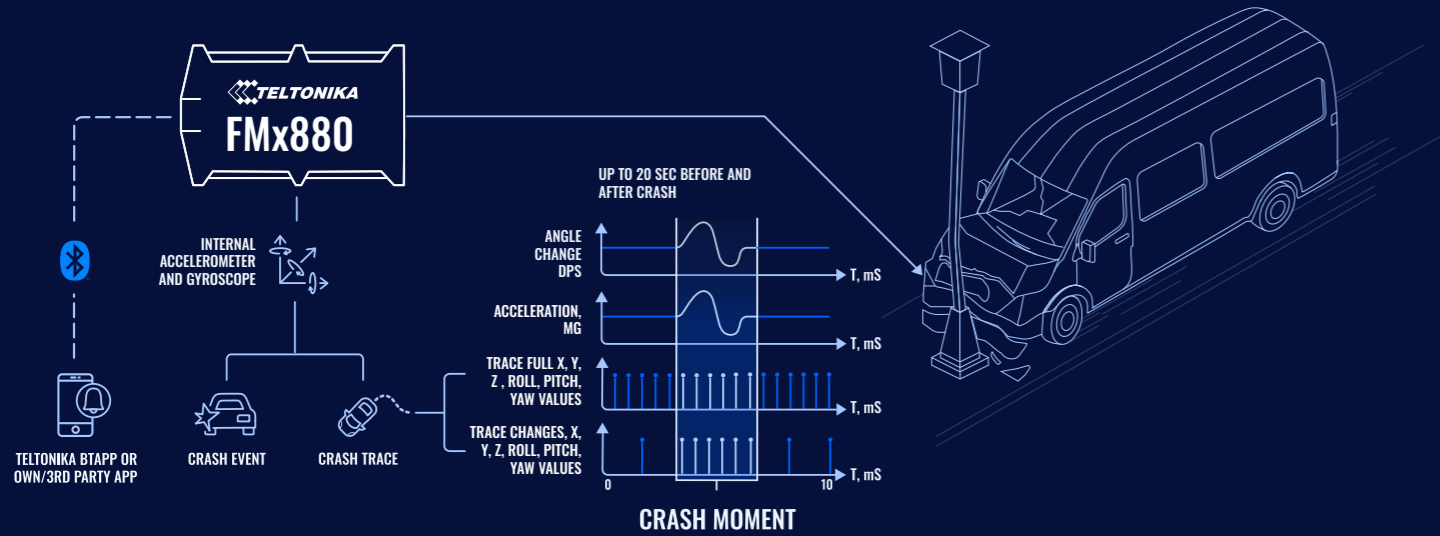 TELTONIKA
FMx880
UP TO 20 SEC BEFORE AND
AFTER CRASH
INTERNAL
ACCELEROMETER
AND GYROSCOPE
ANGLE
CHANGE
DPS
T, mS
ACCELERATION,
MG
T, mS
TRACE FULL X, Y,
Z , ROLL, PITCH,
YAW VALUES
T, mS
TRACE CHANGES, X,
Y, Z, ROLL, PITCH,
YAW VALUES
T, mS
0
10
TELTONIKA BTAPP OR
OWN/3RD PARTY APP
CRASH EVENT
CRASH TRACE
CRASH MOMENT